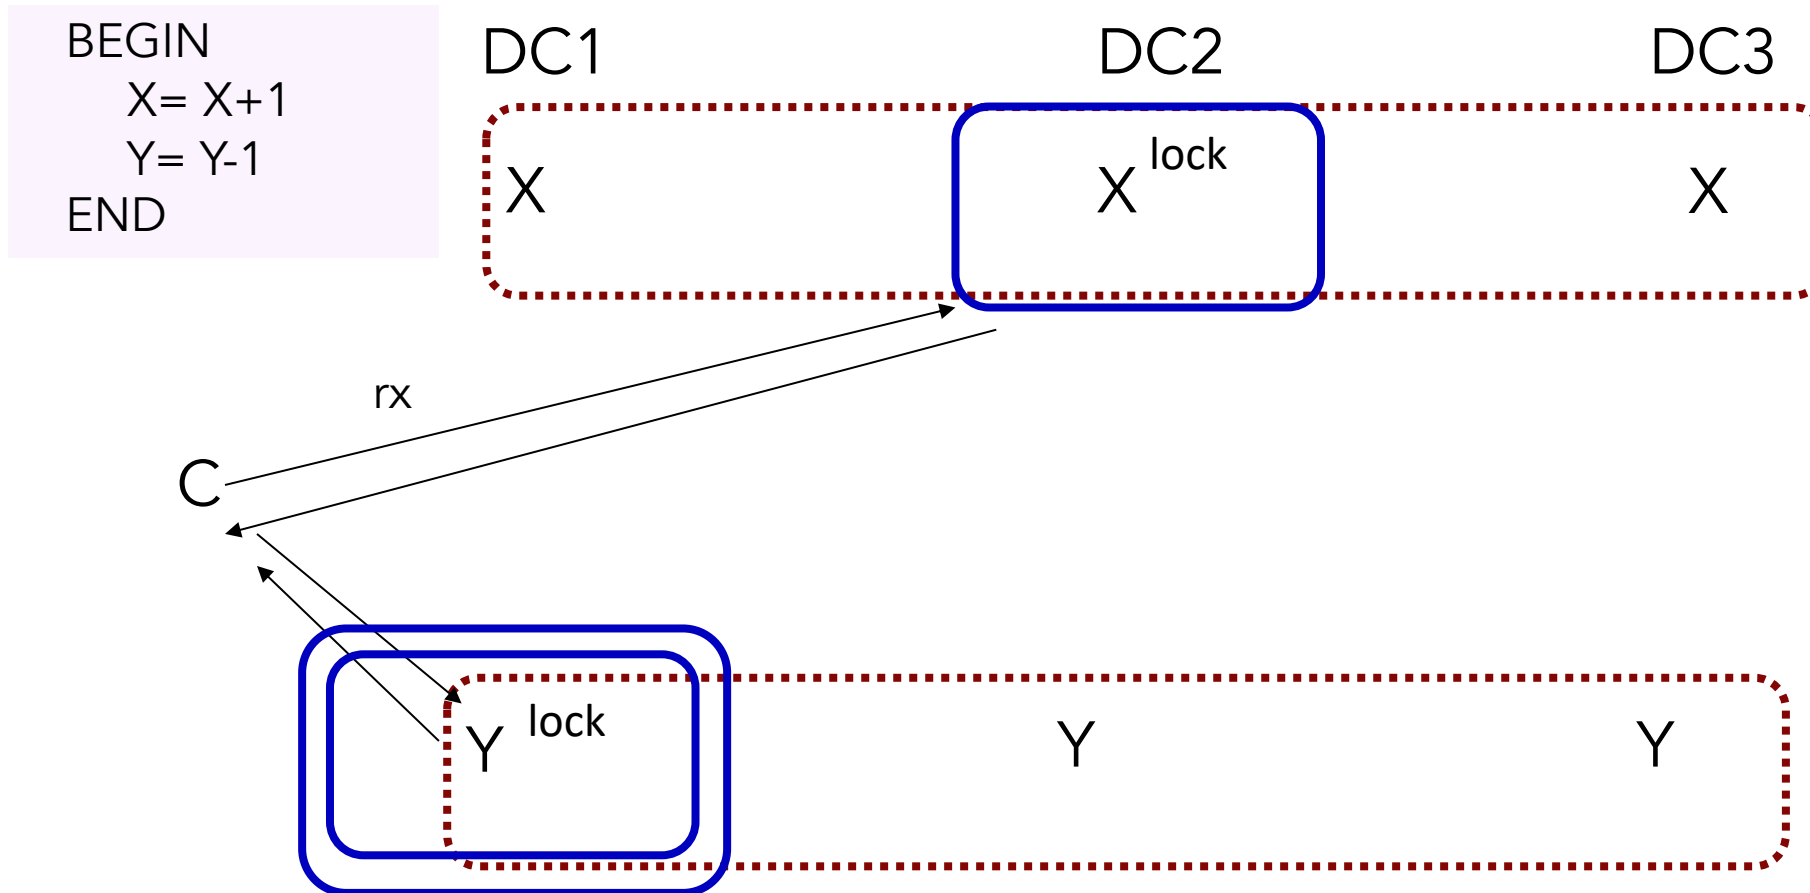 BEGIN
X= X+1
Y= Y-1
END
DC1 DC2 DC3
X X lock X
rx
C
Y lock Y Y